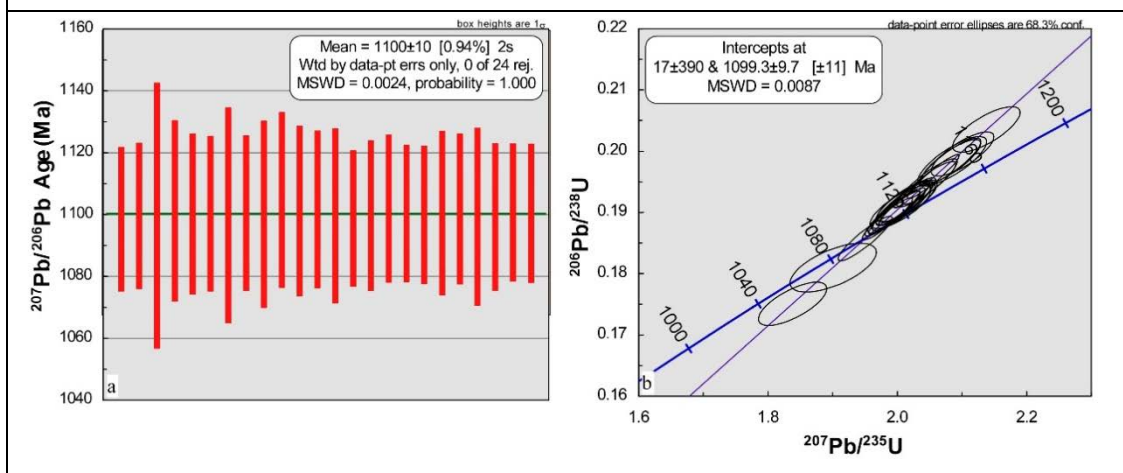 box heights are 1σ
Mean = 1100±10 [0.94%] 2s
Wtd by data-pt errs only, 0 of 24 rej.
MSWD = 0.0024, probability = 1.000
1160
1140
1120
1100
1080
1060
1040
207Pb/206Pb Age (Ma)
a
data-point error ellipses are 68.3% conf.
Intercepts at
17±390 & 1099.3±9.7 [±11] Ma
MSWD = 0.0087
0.22
0.21
0.20
0.19
0.18
0.17
0.16
206Pb/238U
1200
1080
1040
1000
b
1.6
1.8
2.0
2.2
207Pb/235U